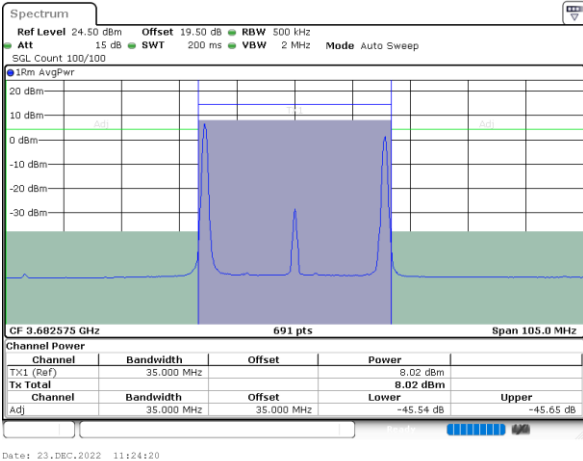 Spectrum
Ref Level 24.50 dBm Offset 19.50 dB RBW 500 kHz
Att 15 dB SWT 200 ms VBW 2 MHz Mode Auto Sweep
SGL Count 100/100
1Rm AvgPwr
20 dBm
10 dBm
Adj Adj
0 dBm
-10 dBm
-20 dBm
-30 dBm
CF 3.682575 GHz 691 pts Span 105.0 MHz
Channel Power
Channel Bandwidth Offset Power
TX1 (Ref) 35.000 MHz 8.02 dBm
Tx Total 8.02 dBm
Channel Bandwidth Offset Lower Upper
Adj 35.000 MHz 35.000 MHz -45.54 dB -45.65 dB
Ready
Date: 23.DEC.2022 11:24:20